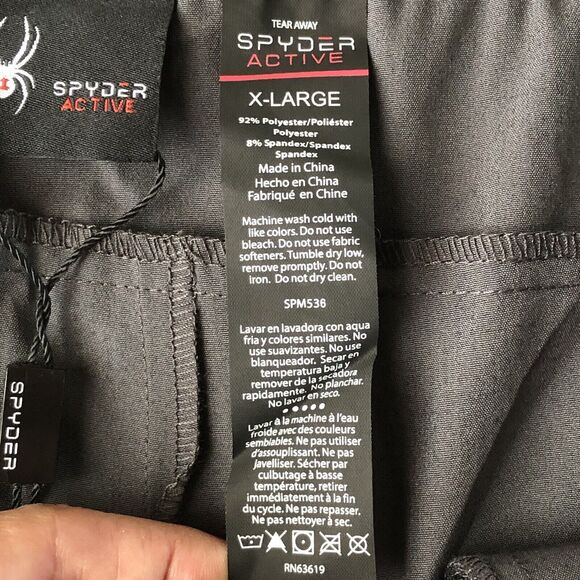 SPYDER
ACTIVE
TEAR AWAY
SPYDER
ACTIVE
X-LARGE
92% Polyester/Poliéster
Polyester
8% Spandex/Spandex
Spandex
Made in China
Hecho en China
Fabriqué en Chine
Machine wash cold with
like colors. Do not use
bleach. Do not use fabric
softeners. Tumble dry low,
remove promptly. Do not
iron. Do not dry clean.
SPM536
Lavar en lavadora con aqua
fria y colores similares. No
use suavizantes. No use
blanqueador. Secar en
temperatura baja y
remover de la secadora
rapidamente. No planchar.
No lavar en seco.
Lavar à la machine à l'eau
froide avec des couleurs
semblables. Ne pas utiliser
d'assouplissant. Ne pas
javelliser. Sécher par
culbutage à basse
température, retirer
immédiatement à la fin
du cycle. Ne pas repasser.
Ne pas nettoyer à sec.
RN63619
SPYDER